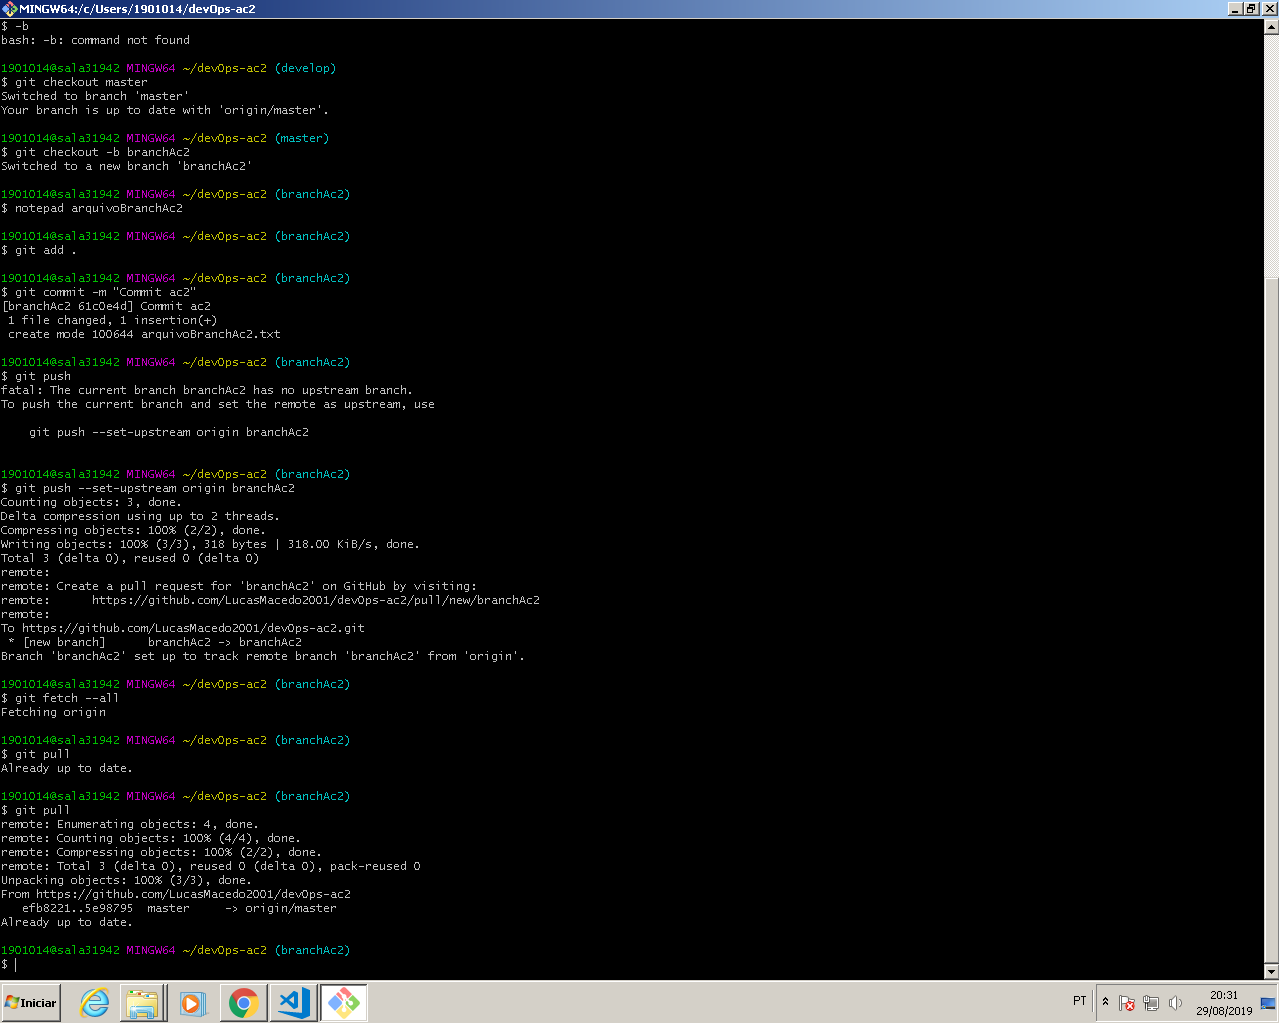 MINGW64:/c/Users/1901014/devOps-ac2
$ -b
bash: -b: command not found
1901014@sala31942 MINGW64 ~/devOps-ac2 (develop)
$ git checkout master
Switched to branch 'master'
Your branch is up to date with 'origin/master'.
1901014@sala31942 MINGW64 ~/devOps-ac2 (master)
$ git checkout -b branchAc2
Switched to a new branch 'branchAc2'
1901014@sala31942 MINGW64 ~/devOps-ac2 (branchAc2)
$ notepad arquivoBranchAc2
1901014@sala31942 MINGW64 ~/devOps-ac2 (branchAc2)
$ git add .
1901014@sala31942 MINGW64 ~/devOps-ac2 (branchAc2)
$ git commit -m "Commit ac2"
[branchAc2 61c0e4d] Commit ac2
1 file changed, 1 insertion(+)
create mode 100644 arquivoBranchAc2.txt
1901014@sala31942 MINGW64 ~/devOps-ac2 (branchAc2)
$ git push
fatal: The current branch branchAc2 has no upstream branch.
To push the current branch and set the remote as upstream, use
git push --set-upstream origin branchAc2
1901014@sala31942 MINGW64 ~/devOps-ac2 (branchAc2)
$ git push --set-upstream origin branchAc2
Counting objects: 3, done.
Delta compression using up to 2 threads.
Compressing objects: 100% (2/2), done.
Writing objects: 100% (3/3), 318 bytes | 318.00 KiB/s, done.
Total 3 (delta 0), reused 0 (delta 0)
remote:
remote: Create a pull request for 'branchAc2' on GitHub by visiting:
remote:      https://github.com/LucasMacedo2001/devOps-ac2/pull/new/branchAc2
remote:
To https://github.com/LucasMacedo2001/devOps-ac2.git
* [new branch]      branchAc2 -> branchAc2
Branch 'branchAc2' set up to track remote branch 'branchAc2' from 'origin'.
1901014@sala31942 MINGW64 ~/devOps-ac2 (branchAc2)
$ git fetch --all
Fetching origin
1901014@sala31942 MINGW64 ~/devOps-ac2 (branchAc2)
$ git pull
Already up to date.
1901014@sala31942 MINGW64 ~/devOps-ac2 (branchAc2)
$ git pull
remote: Enumerating objects: 4, done.
remote: Counting objects: 100% (4/4), done.
remote: Compressing objects: 100% (2/2), done.
remote: Total 3 (delta 0), reused 0 (delta 0), pack-reused 0
Unpacking objects: 100% (3/3), done.
From https://github.com/LucasMacedo2001/devOps-ac2
efb8221..5e98795  master     -> origin/master
Already up to date.
1901014@sala31942 MINGW64 ~/devOps-ac2 (branchAc2)
$
Iniciar
PT
20:31
29/08/2019